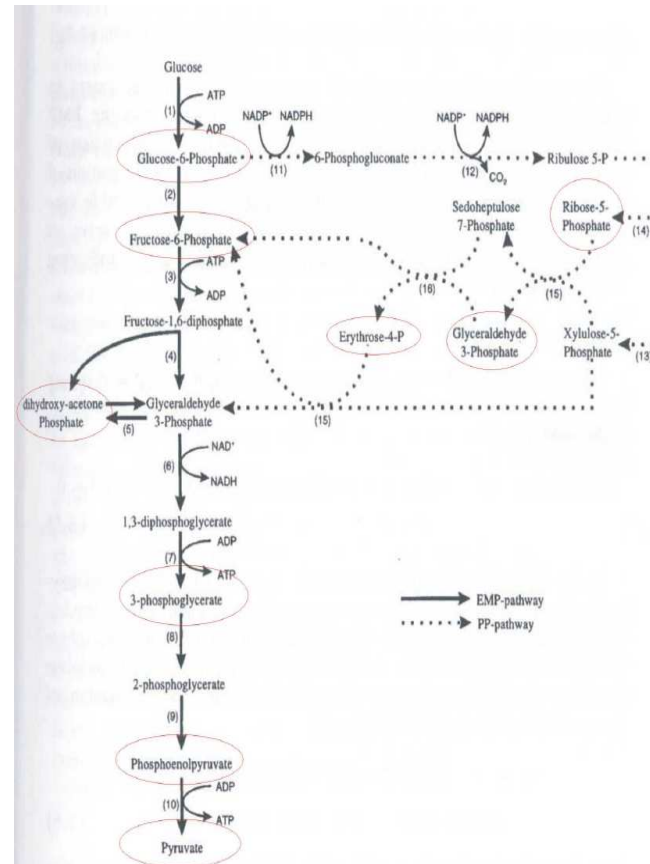 Glucose
(1)
ATP
ADP
NADP⁺ NADPH
NADP⁺ NADPH
Glucose-6-Phosphate
(11)
6-Phosphogluconate
(12)
CO₂
Ribulose 5-P
(2)
Sedoheptulose
7-Phosphate
Ribose-5-
Phosphate
(14)
Fructose-6-Phosphate
(3)
ATP
ADP
(16)
(15)
Fructose-1,6-diphosphate
(4)
Erythrose-4-P
Glyceraldehyde
3-Phosphate
Xylulose-5-
Phosphate
(13)
dihydroxy-acetone
Phosphate
(5)
Glyceraldehyde
3-Phosphate
(15)
(6)
NAD⁺
NADH
1,3-diphosphoglycerate
(7)
ADP
ATP
3-phosphoglycerate
EMP-pathway
PP-pathway
(8)
2-phosphoglycerate
(9)
Phosphoenolpyruvate
(10)
ADP
ATP
Pyruvate